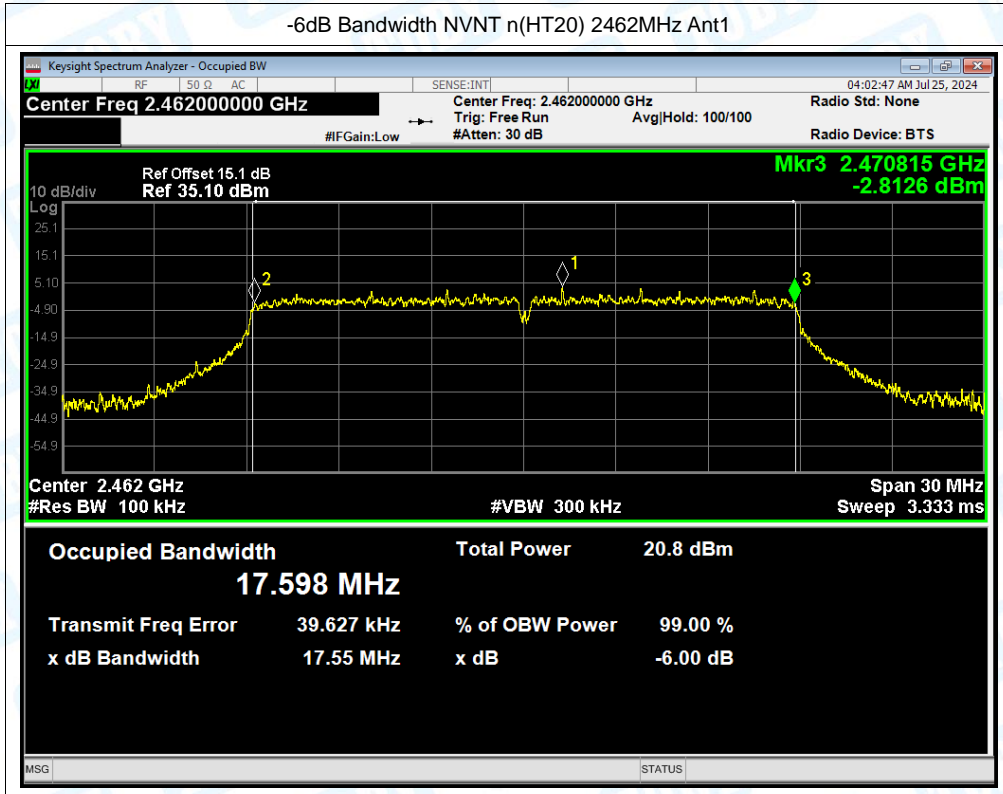 -6dB Bandwidth NVNT n(HT20) 2462MHz Ant1
Keysight Spectrum Analyzer - Occupied BW
LXI RF 50 Ω AC SENSE:INT 04:02:47 AM Jul 25, 2024
Center Freq 2.462000000 GHz Center Freq: 2.462000000 GHz Radio Std: None
Trig: Free Run Avg|Hold: 100/100
#IFGain:Low #Atten: 30 dB Radio Device: BTS
Mkr3 2.470815 GHz
-2.8126 dBm
Ref Offset 15.1 dB
10 dB/div Ref 35.10 dBm
Log
25.1
15.1
5.10
-4.90
-14.9
-24.9
-34.9
-44.9
-54.9
1
2
3
Center 2.462 GHz Span 30 MHz
#Res BW 100 kHz #VBW 300 kHz Sweep 3.333 ms
Occupied Bandwidth Total Power 20.8 dBm
17.598 MHz
Transmit Freq Error 39.627 kHz % of OBW Power 99.00 %
x dB Bandwidth 17.55 MHz x dB -6.00 dB
MSG STATUS